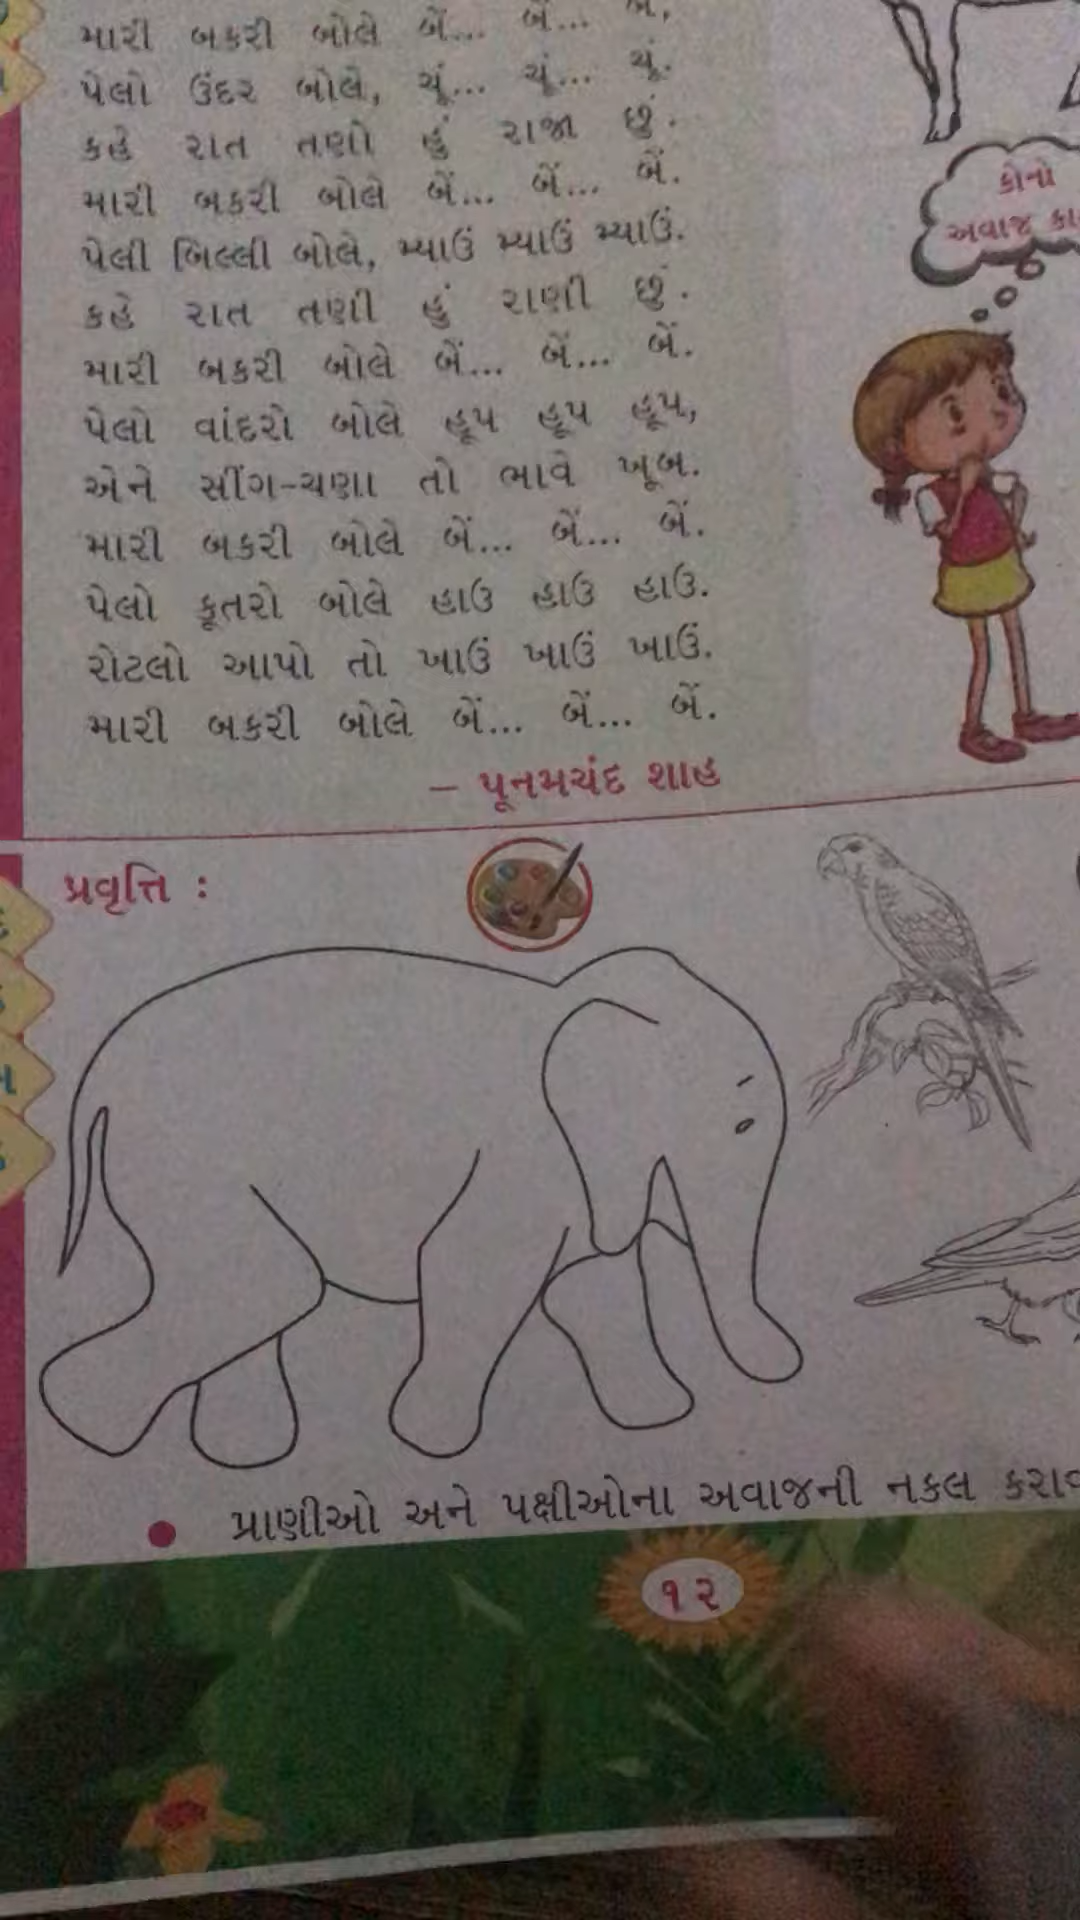 મારી બકરી બોલે બેં... બેં... બેં,
પેલો ઉંદર બોલે, ચૂં... ચૂં... ચૂં.
કહે રાત તણો હું રાજા છું.
મારી બકરી બોલે બેં... બેં... બેં.
પેલી બિલ્લી બોલે, મ્યાઉં મ્યાઉં મ્યાઉં.
કહે રાત તણી હું રાણી છું.
મારી બકરી બોલે બેં... બેં... બેં.
પેલો વાંદરો બોલે હૂપ હૂપ હૂપ,
એને સીંગ-ચણા તો ભાવે ખૂબ.
મારી બકરી બોલે બેં... બેં... બેં.
પેલો કૂતરો બોલે હાઉ હાઉ હાઉ.
રોટલો આપો તો ખાઉં ખાઉં ખાઉં.
મારી બકરી બોલે બેં... બેં... બેં.
– પૂનમચંદ શાહ
કોનો
અવાજ
પ્રવૃત્તિ :
● પ્રાણીઓ અને પક્ષીઓના અવાજની નકલ
૧૨